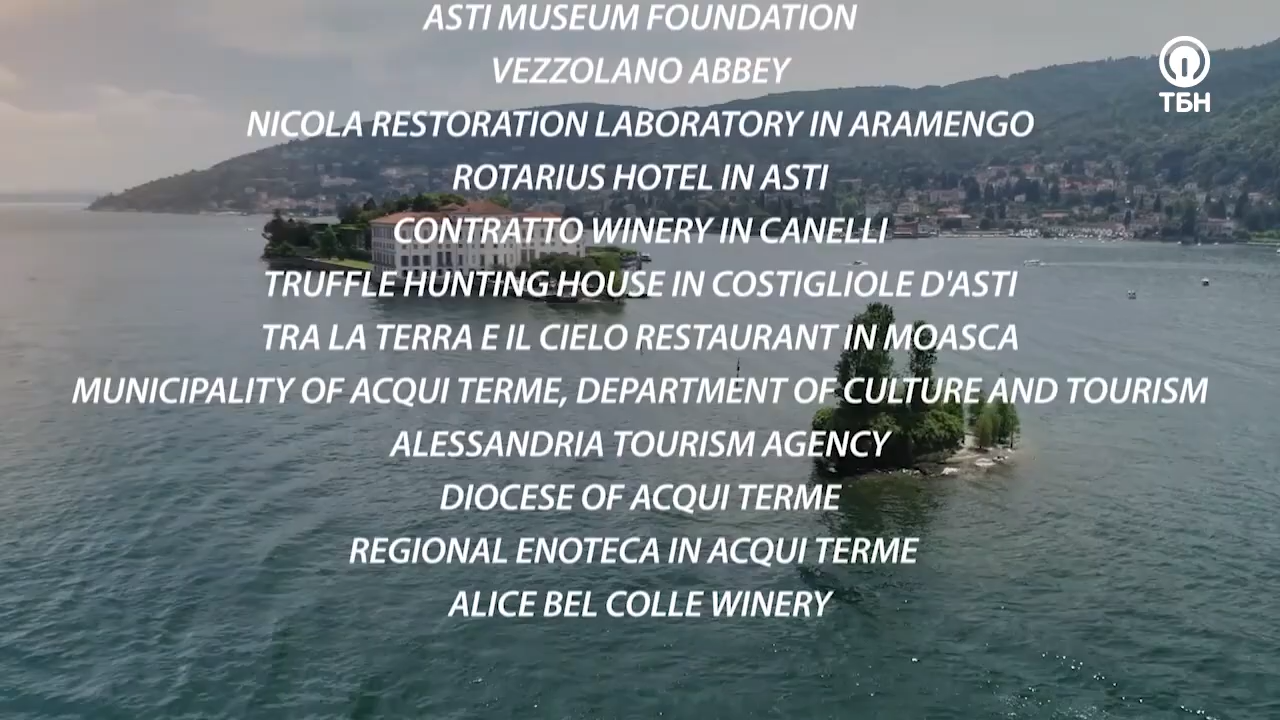 ASTI MUSEUM FOUNDATION
VEZZOLANO ABBEY
NICOLA RESTORATION LABORATORY IN ARAMENGO
ROTARIUS HOTEL IN ASTI
CONTRATTO WINERY IN CANELLI
TRUFFLE HUNTING HOUSE IN COSTIGLIOLE D'ASTI
TRA LA TERRA E IL CIELO RESTAURANT IN MOASCA
MUNICIPALITY OF ACQUI TERME, DEPARTMENT OF CULTURE AND TOURISM
ALESSANDRIA TOURISM AGENCY
DIOCESE OF ACQUI TERME
REGIONAL ENOTECA IN ACQUI TERME
ALICE BEL COLLE WINERY
ТБН